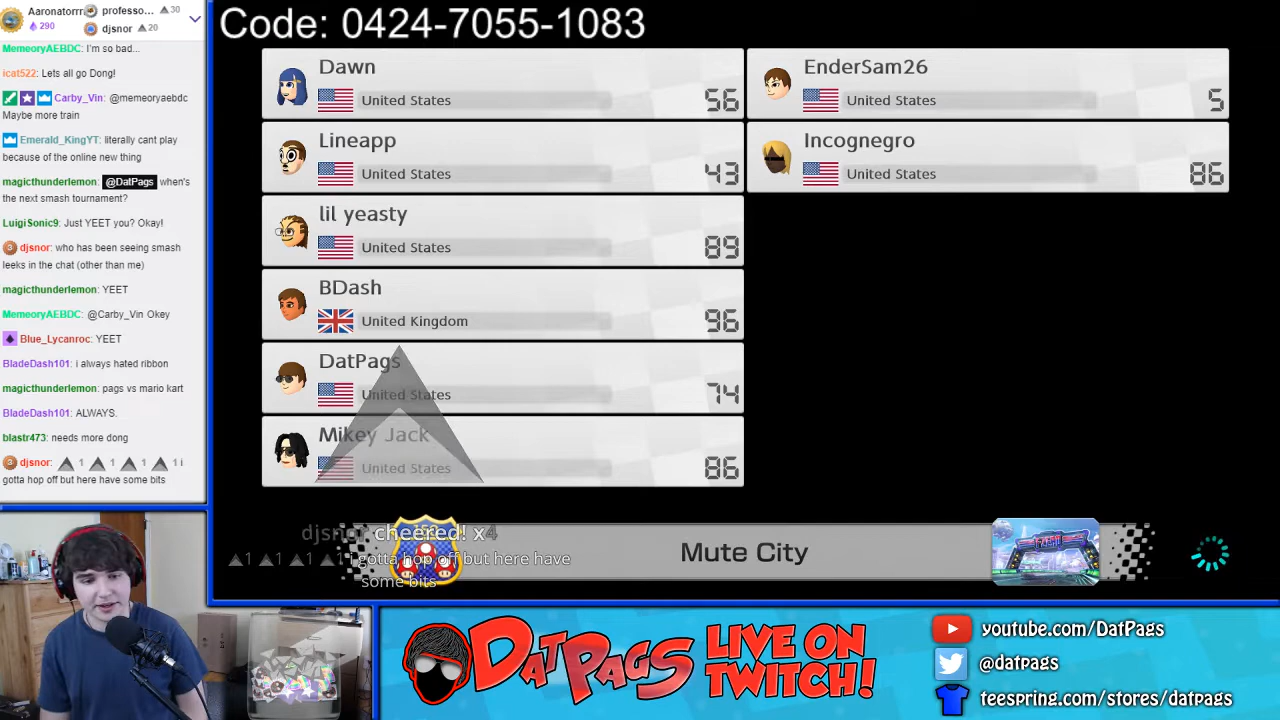 Aaronatorrr
290
professo... 30
djsnor 20
MemeoryAEBDC: I'm so bad...
icat522: Lets all go Dong!
Carby_Vin: @memeoryaebdc
Maybe more train
Emerald_KingYT: literally cant play
because of the online new thing
magicthunderlemon: @DatPags when's
the next smash tournament?
LuigiSonic9: Just YEET you? Okay!
3 djsnor: who has been seeing smash
leeks in the chat (other than me)
magicthunderlemon: YEET
MemeoryAEBDC: @Carby_Vin Okey
Blue_Lycanroc: YEET
BladeDash101: i always hated ribbon
magicthunderlemon: pags vs mario kart
BladeDash101: ALWAYS.
blastr473: needs more dong
3 djsnor: 1 1 1 1 i
gotta hop off but here have some bits
Code: 0424-7055-1083
Dawn
United States 56
Lineapp
United States 43
lil yeasty
United States 89
BDash
United Kingdom 96
DatPags
United States 74
Mikey Jack
United States 86
EnderSam26
United States 5
Incognegro
United States 86
djsnor cheered! x4
1 1 1 1 i gotta hop off but here have
some bits
150
Mute City
DATPAGS LIVE ON
TWITCH!
youtube.com/DatPags
@datpags
teespring.com/stores/datpags